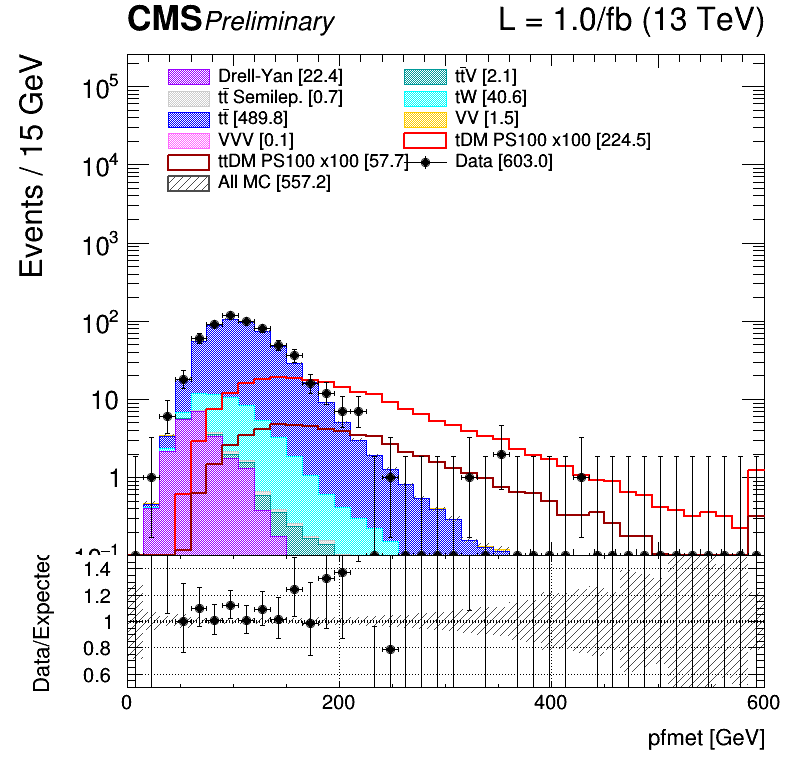 CMS Preliminary L = 1.0/fb (13 TeV)
Events / 15 GeV
10⁵
10⁴
10³
10²
10
1
10⁻¹
Drell-Yan [22.4] tt̄V [2.1]
tt̄ Semilep. [0.7] tW [40.6]
tt̄ [489.8] VV [1.5]
VVV [0.1] tDM PS100 x100 [224.5]
ttDM PS100 x100 [57.7] Data [603.0]
All MC [557.2]
Data/Expected
1.4
1.2
1
0.8
0.6
0 200 400 600
pfmet [GeV]